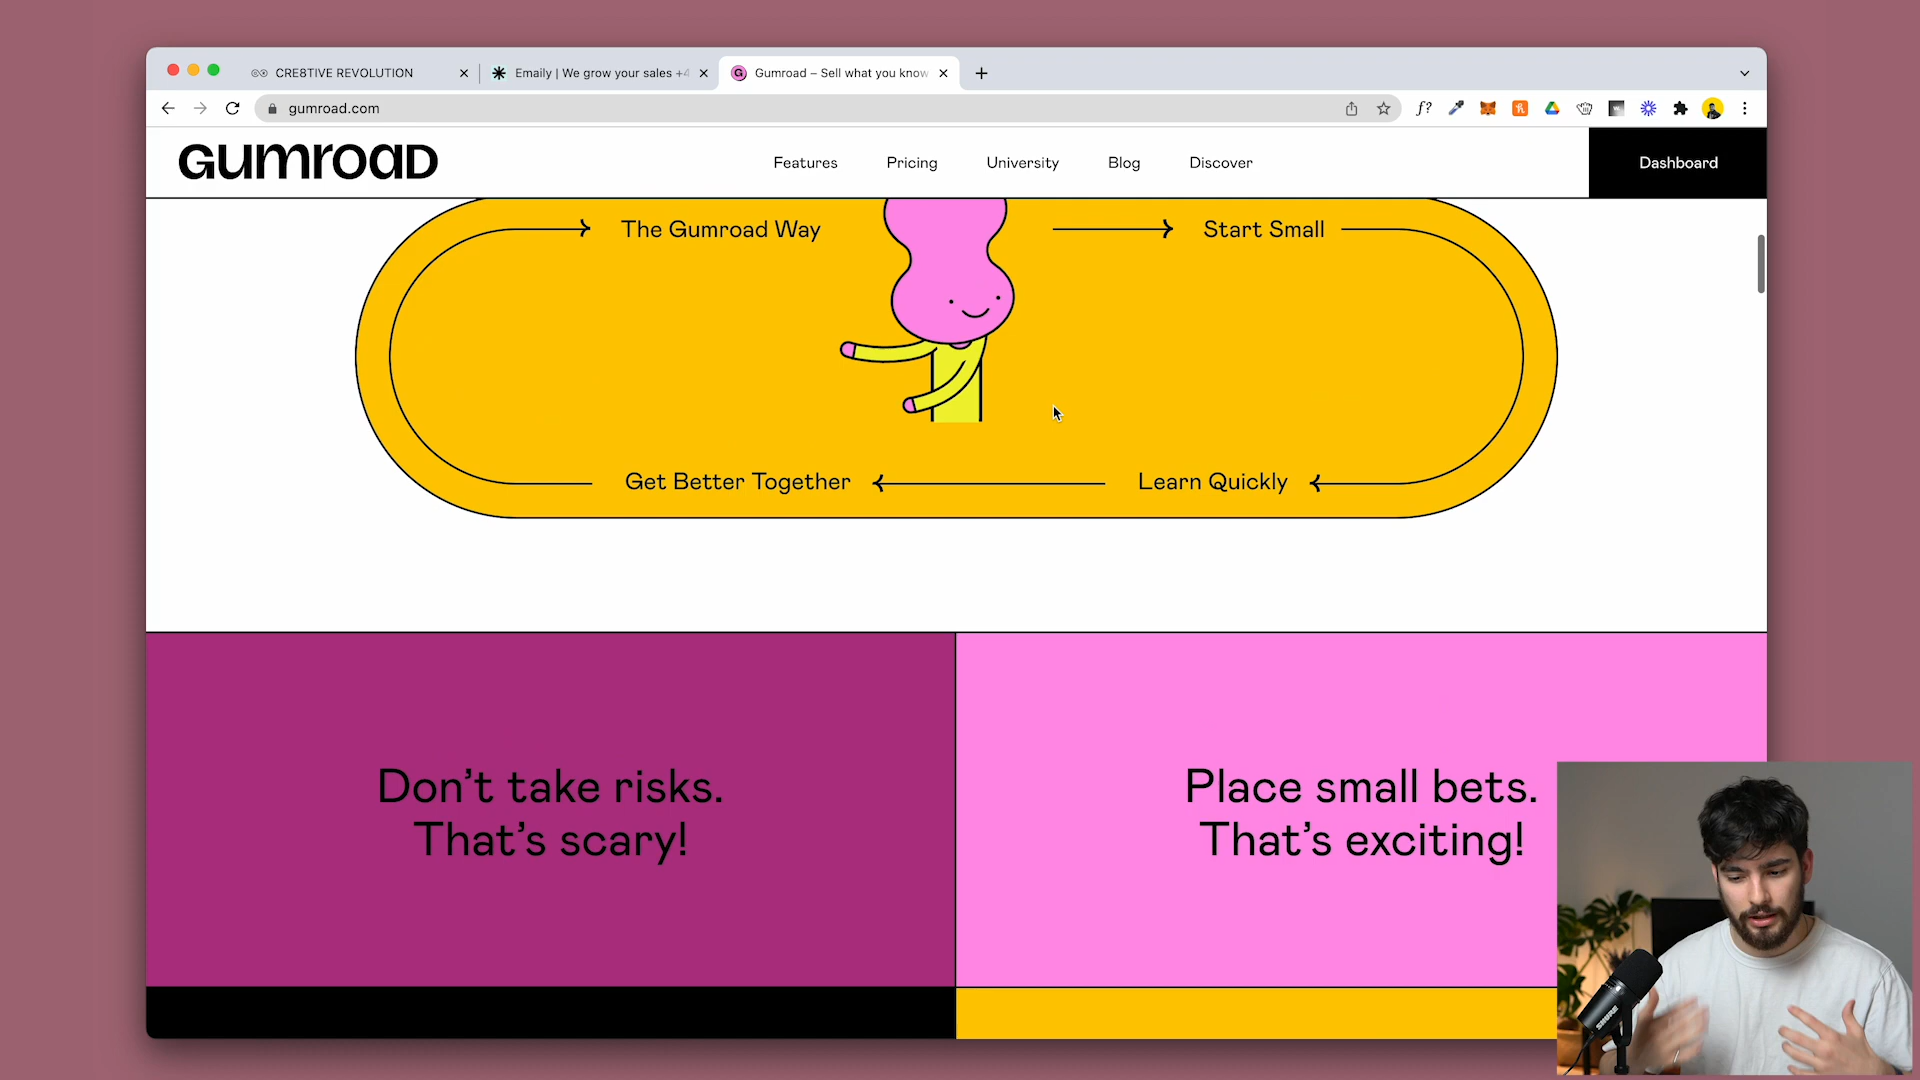 CRE8TIVE REVOLUTION
Emaily | We grow your sales +4
Gumroad – Sell what you know
gumroad.com
f?
GUMROAD
Features
Pricing
University
Blog
Discover
Dashboard
The Gumroad Way
Start Small
Get Better Together
Learn Quickly
Don’t take risks.
That’s scary!
Place small bets.
That’s exciting!
SHURE